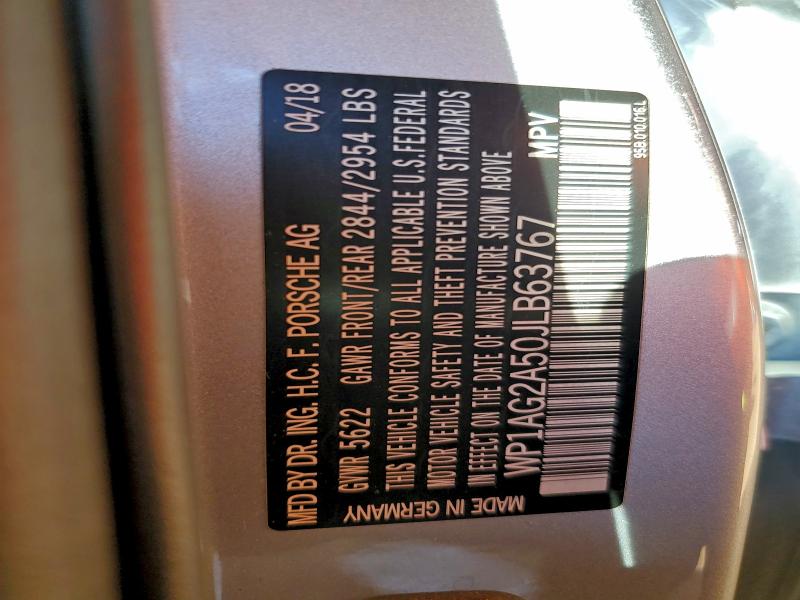 MFD BY DR. ING. H.C. F. PORSCHE AG 04/18
GVWR 5622 GAWR FRONT/REAR 2844/2954 LBS
THIS VEHICLE CONFORMS TO ALL APPLICABLE U.S.FEDERAL
MOTOR VEHICLE SAFETY AND THEFT PREVENTION STANDARDS
IN EFFECT ON THE DATE OF MANUFACTURE SHOWN ABOVE
WP1AG2A50JLB63767 MPV
95B.010.016.L
MADE IN GERMANY